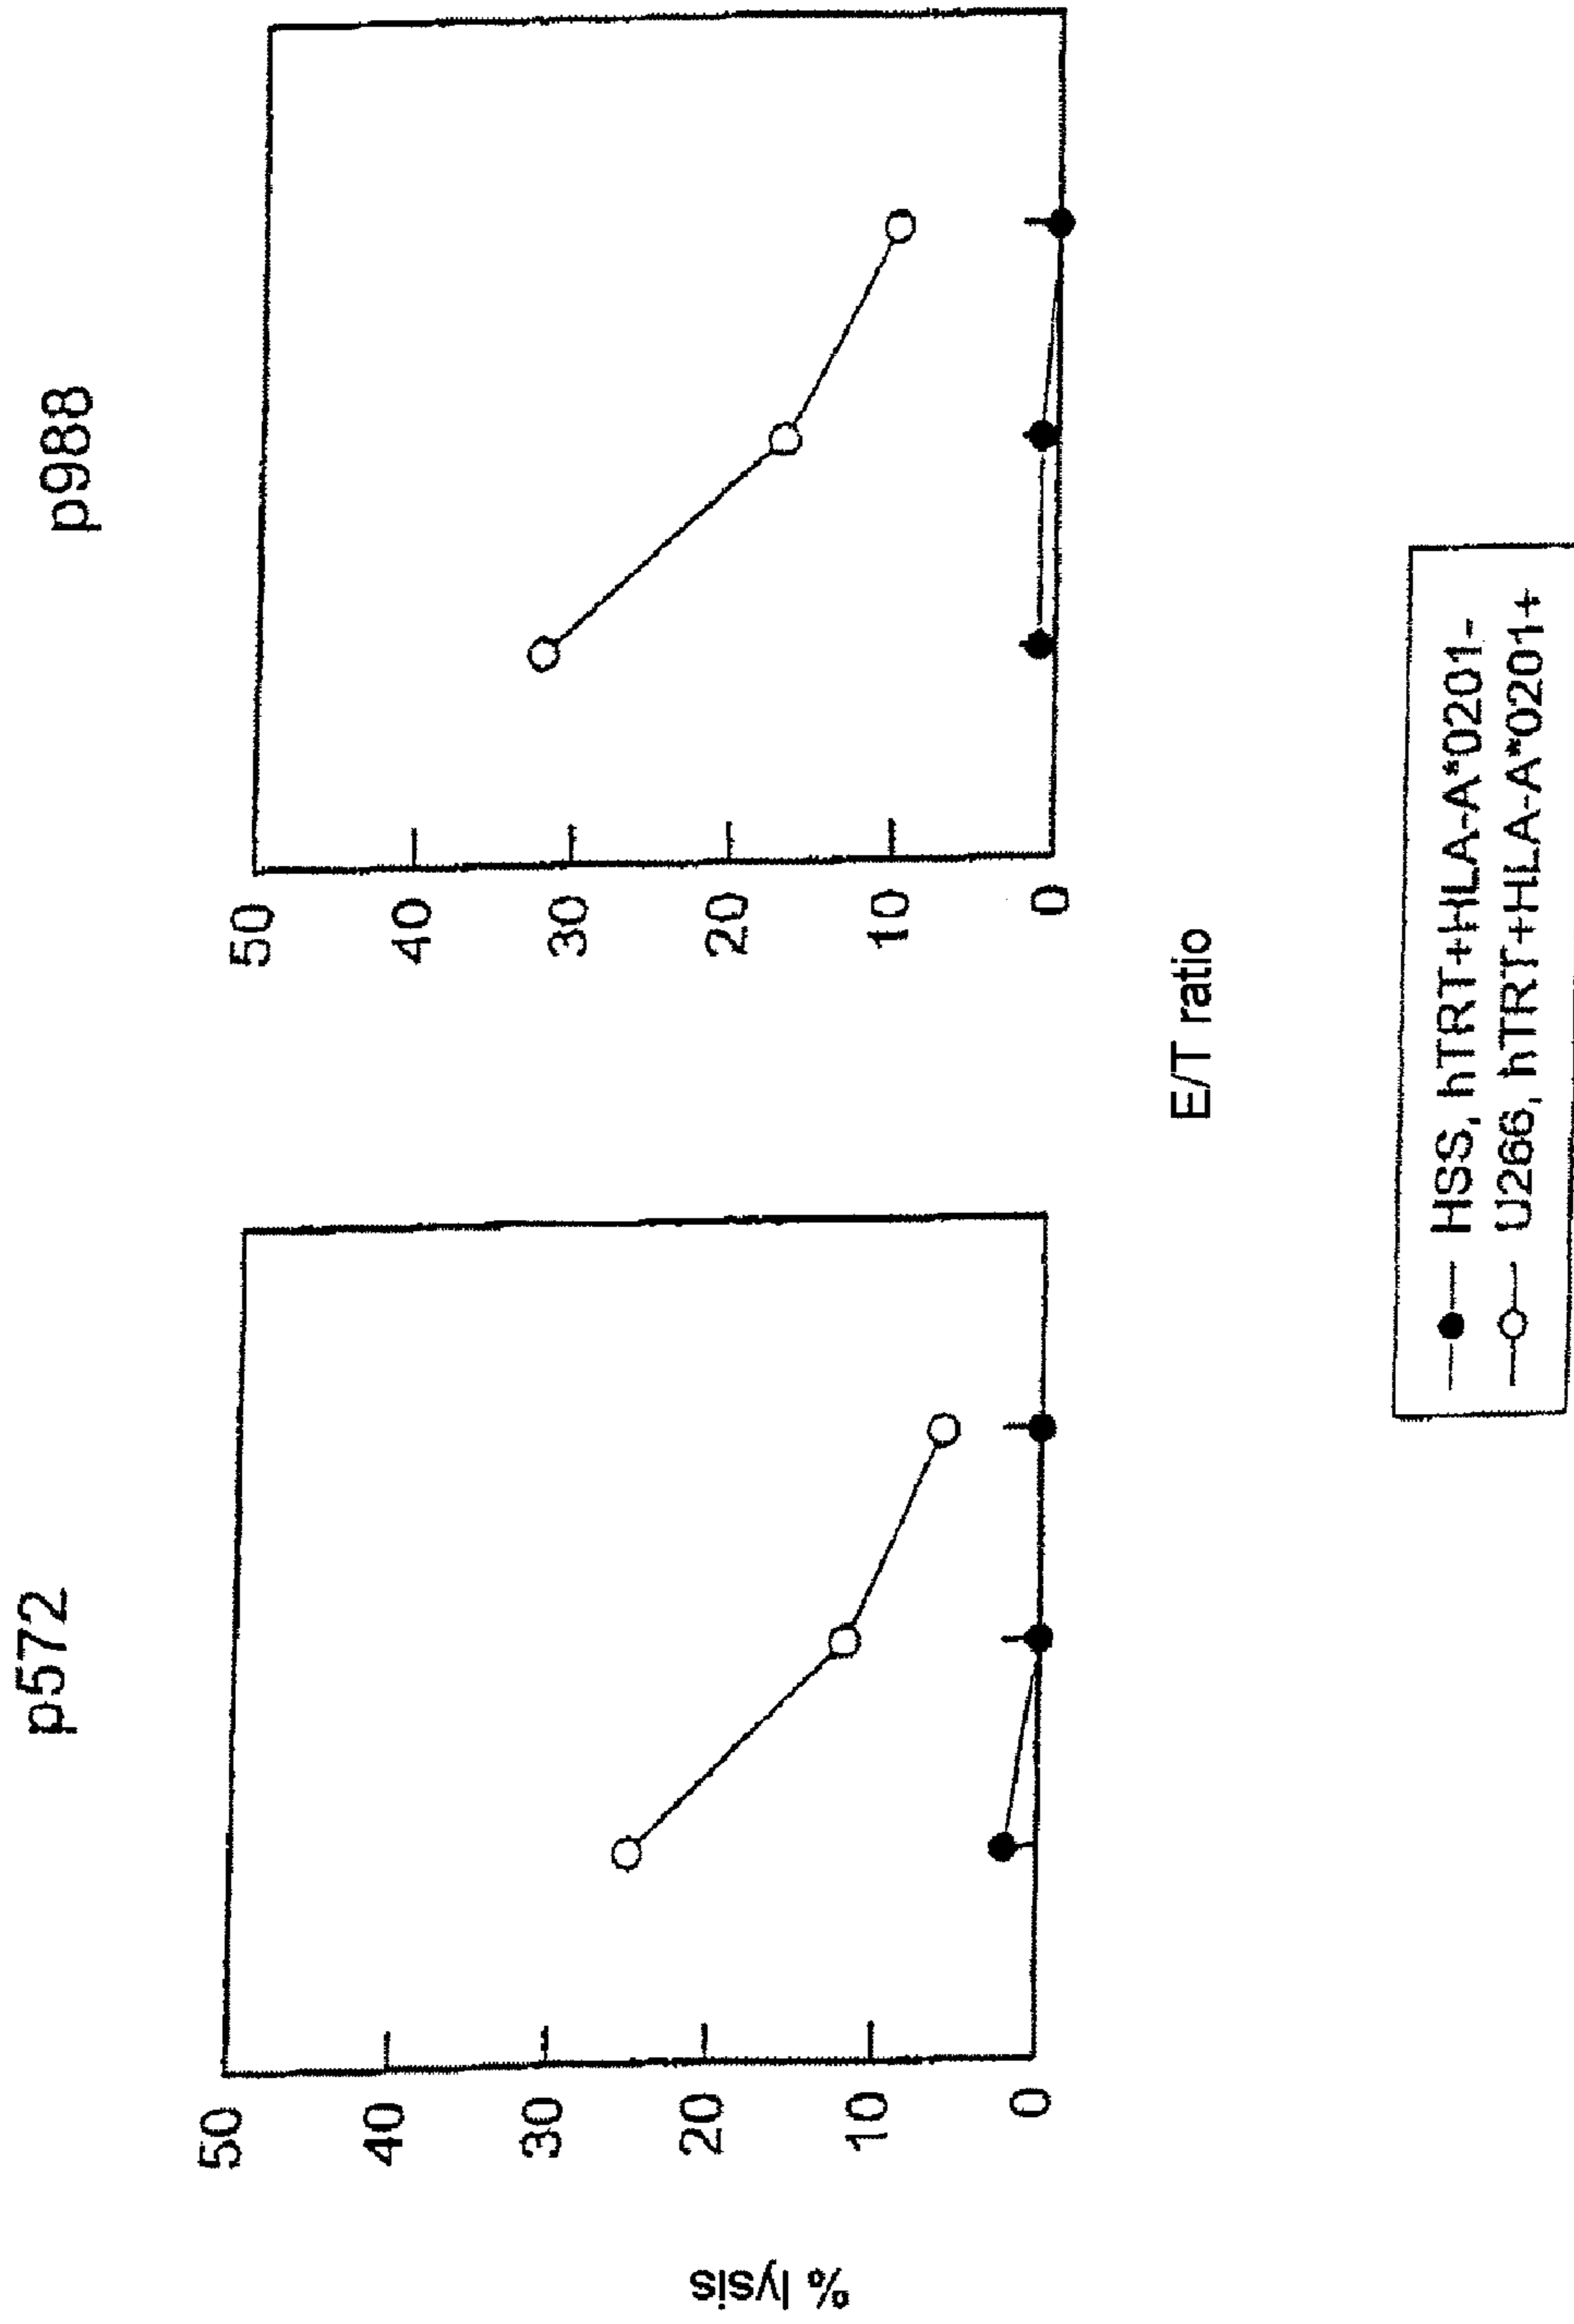 p572
50
40
30
20
10
0
% lysis
p988
50
40
30
20
10
0
E/T ratio
HSS, hTRT+HLA-A*0201-
U266, hTRT+HLA-A*0201+